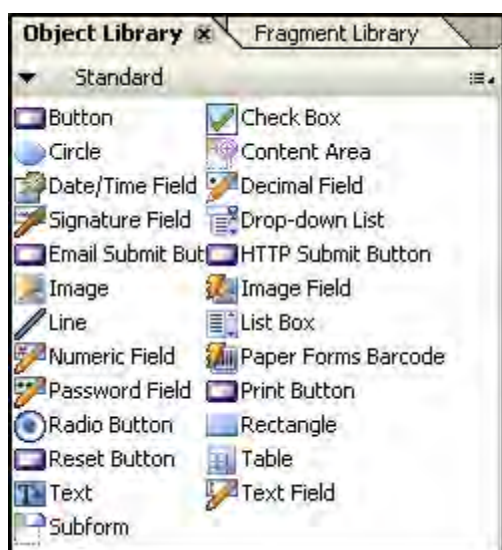 Object Library Fragment Library
Standard
Button Check Box
Circle Content Area
Date/Time Field Decimal Field
Signature Field Drop-down List
Email Submit But HTTP Submit Button
Image Image Field
Line List Box
Numeric Field Paper Forms Barcode
Password Field Print Button
Radio Button Rectangle
Reset Button Table
Text Text Field
Subform